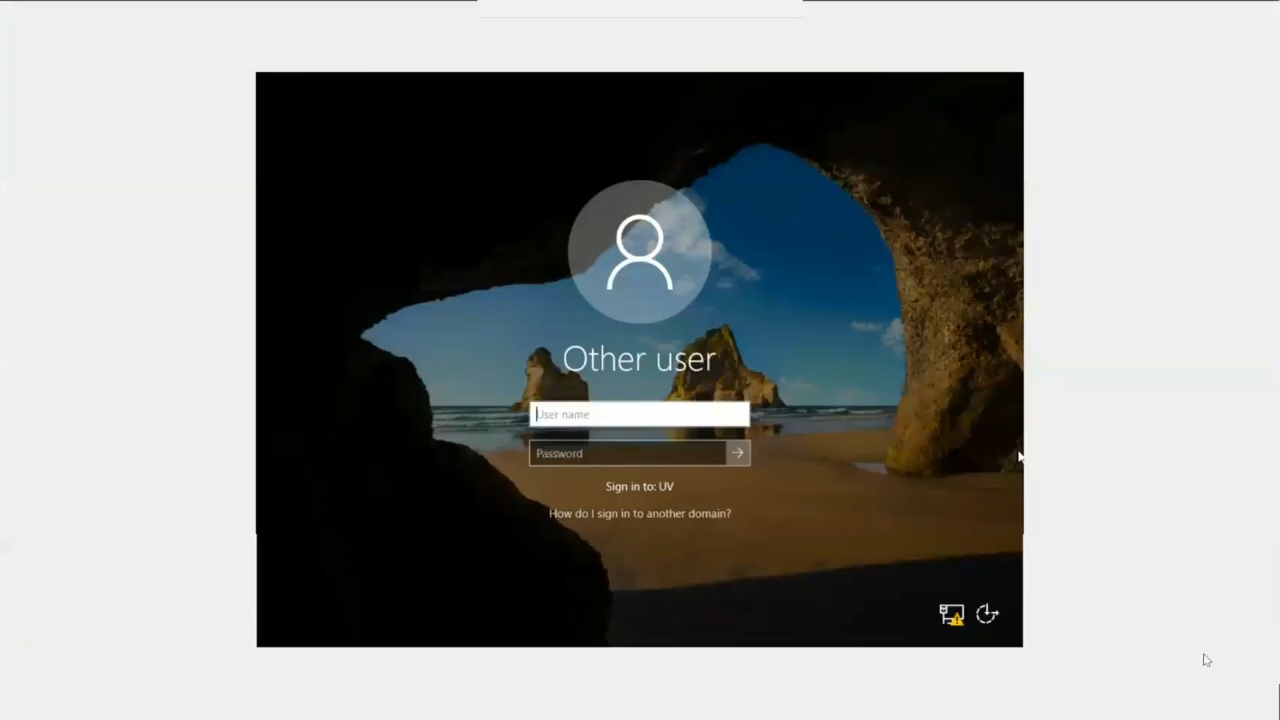 Other user
User name
Password
Sign in to: UV
How do I sign in to another domain?